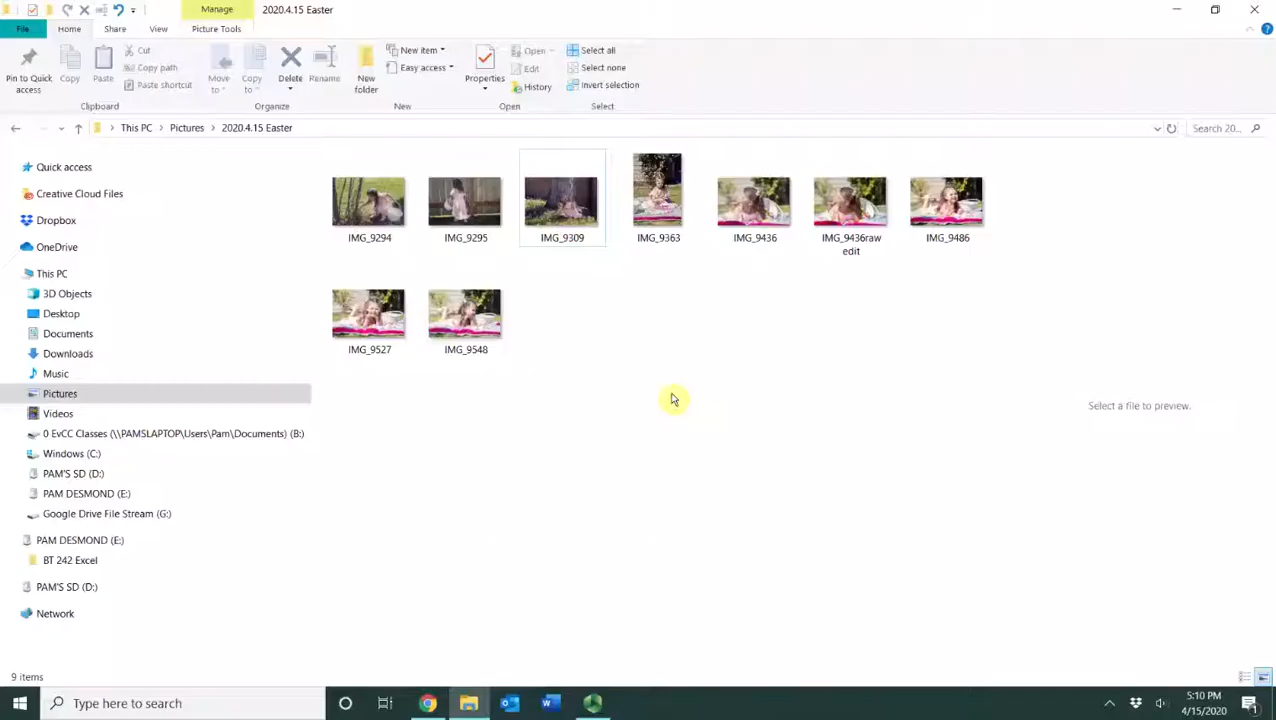 Manage
2020.4.15 Easter
File
Home
Share
View
Picture Tools
Pin to Quick access
Copy
Paste
Cut
Copy path
Paste shortcut
Clipboard
Move to
Copy to
Delete
Rename
Organize
New folder
New item
Easy access
New
Properties
Open
Edit
History
Open
Select all
Select none
Invert selection
Select
This PC
Pictures
2020.4.15 Easter
Search 20...
Quick access
Creative Cloud Files
Dropbox
OneDrive
This PC
3D Objects
Desktop
Documents
Downloads
Music
Pictures
Videos
0 EvCC Classes (\\PAMSLAPTOP\Users\Pam\Documents) (B:)
Windows (C:)
PAM'S SD (D:)
PAM DESMOND (E:)
Google Drive File Stream (G:)
PAM DESMOND (E:)
BT 242 Excel
PAM'S SD (D:)
Network
IMG_9294
IMG_9295
IMG_9309
IMG_9363
IMG_9436
IMG_9436raw edit
IMG_9486
IMG_9527
IMG_9548
Select a file to preview.
9 items
Type here to search
5:10 PM
4/15/2020
1